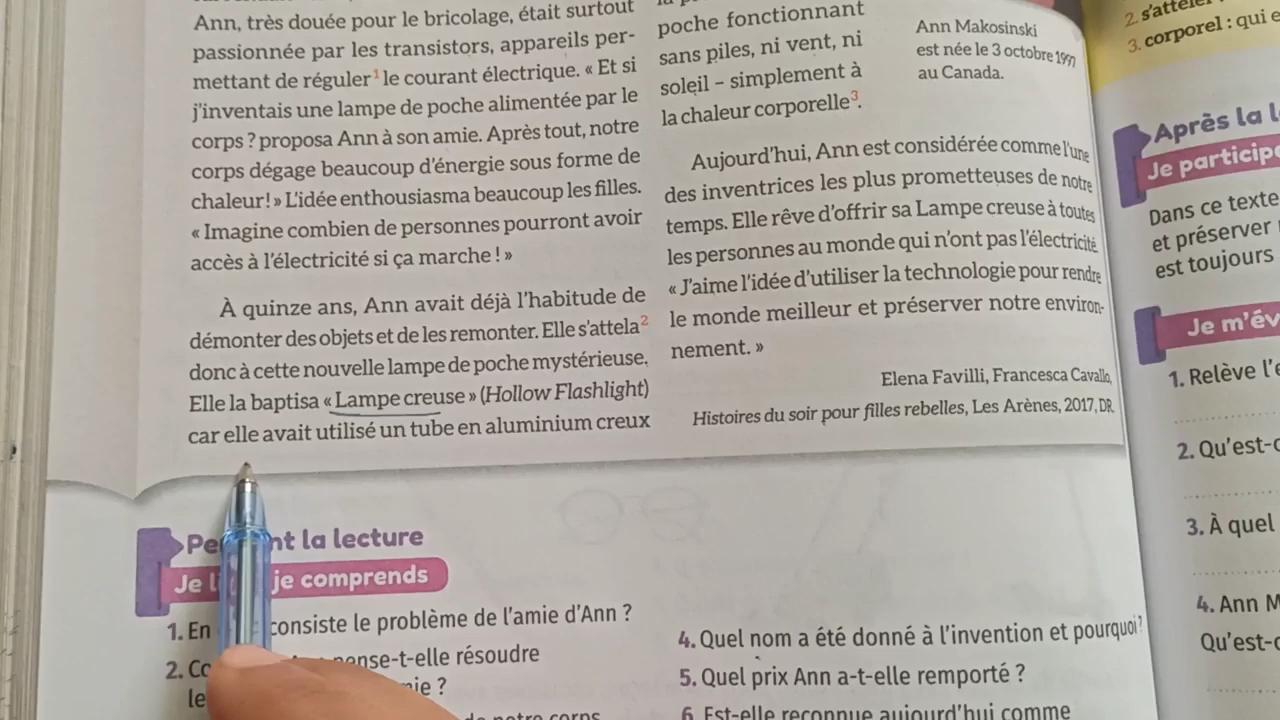 Ann, très douée pour le bricolage, était surtout
passionnée par les transistors, appareils per-
mettant de réguler¹ le courant électrique. « Et si
j'inventais une lampe de poche alimentée par le
corps ? proposa Ann à son amie. Après tout, notre
corps dégage beaucoup d'énergie sous forme de
chaleur! » L'idée enthousiasma beaucoup les filles.
« Imagine combien de personnes pourront avoir
accès à l'électricité si ça marche ! »
À quinze ans, Ann avait déjà l'habitude de
démonter des objets et de les remonter. Elle s'attela²
donc à cette nouvelle lampe de poche mystérieuse.
Elle la baptisa « Lampe creuse » (Hollow Flashlight)
car elle avait utilisé un tube en aluminium creux
poche fonctionnant
sans piles, ni vent, ni
soleil – simplement à
la chaleur corporelle³.
Ann Makosinski
est née le 3 octobre 1997
au Canada.
Aujourd'hui, Ann est considérée comme l'une
des inventrices les plus prometteuses de notre
temps. Elle rêve d'offrir sa Lampe creuse à toutes
les personnes au monde qui n'ont pas l'électricité.
« J'aime l'idée d'utiliser la technologie pour rendre
le monde meilleur et préserver notre environ-
nement. »
Elena Favilli, Francesca Cavallo,
Histoires du soir pour filles rebelles, Les Arènes, 2017, DR.
la lecture
je comprends
1. En consiste le problème de l'amie d'Ann ?
2. pense-t-elle résoudre
le
4. Quel nom a été donné à l'invention et pourquoi ?
5. Quel prix Ann a-t-elle remporté ?
6. Est-elle reconnue aujourd'hui comme
2. s'atteler
3. corporel : qui
Après la
Je participe
Dans ce texte
et préserver
est toujours
Je
1. Relève
2. Qu'est-
3. À quel
4. Ann
Qu'est-